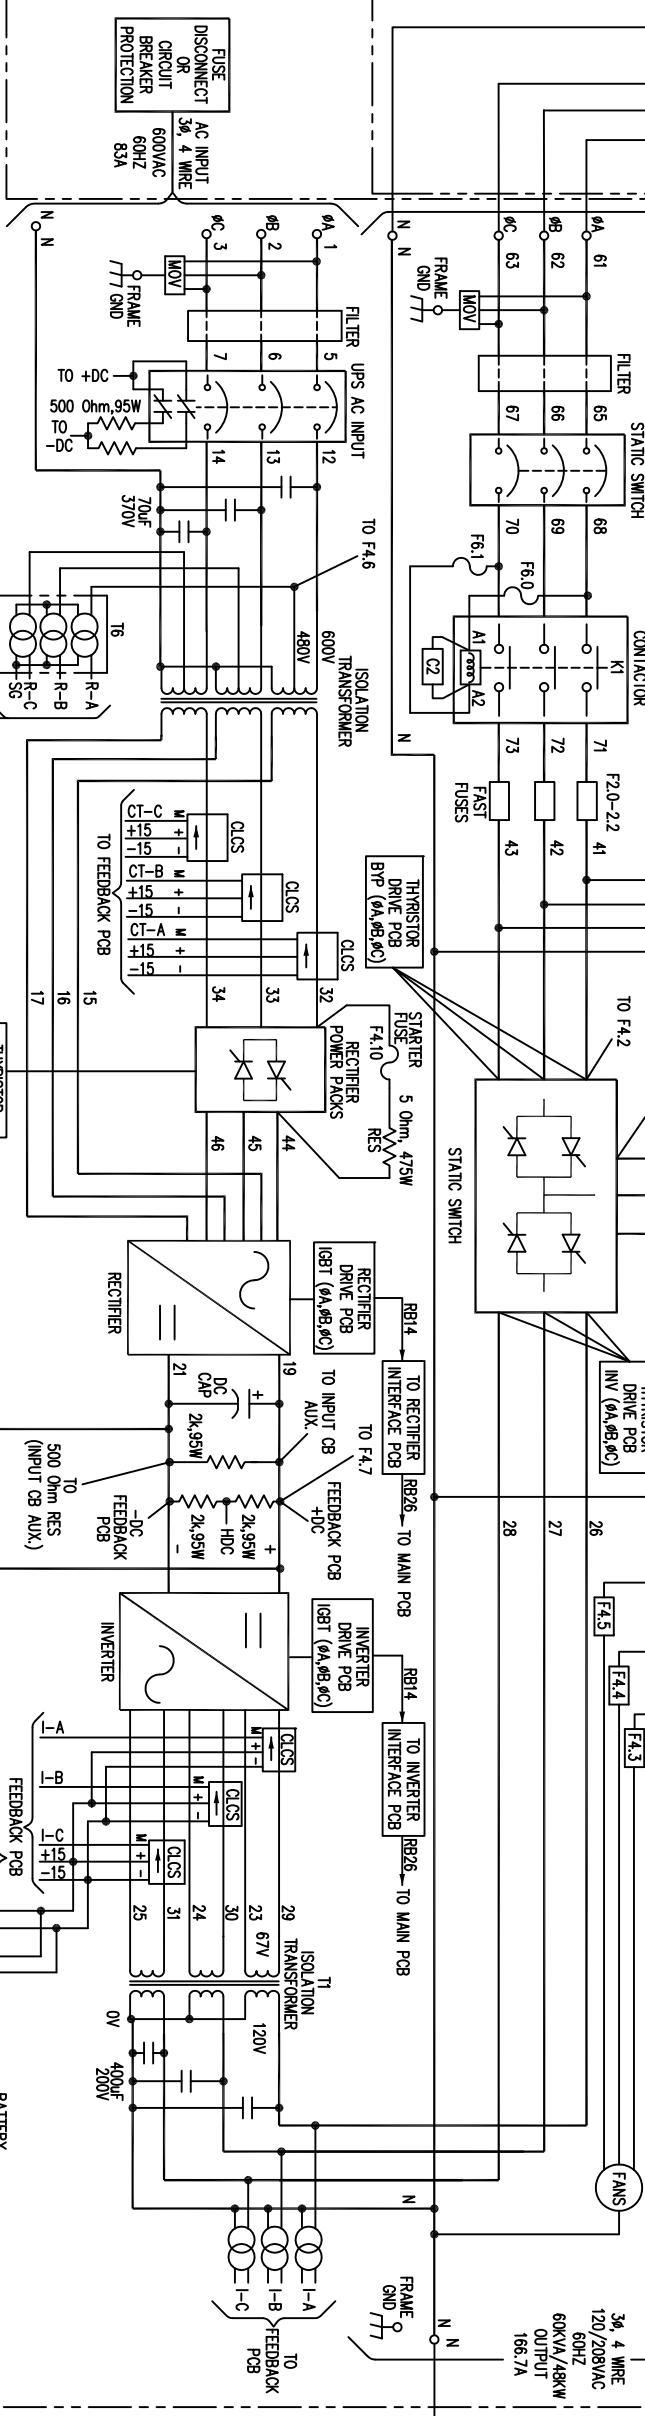 FUSE
DISCONNECT
OR
CIRCUIT
BREAKER
PROTECTION
AC INPUT
3Ø, 4 WIRE
600VAC
60HZ
83A
N
N
ØC
3
ØB
2
ØA
1
N
N
ØC
63
ØB
62
ØA
61
MOV
FRAME
GND
FILTER
7
6
5
UPS AC INPUT
TO +DC
500 Ohm,95W
TO
-DC
14
13
12
MOV
FRAME
GND
FILTER
67
66
65
STATIC SWITCH
70
69
68
70uF
370V
TO F4.6
F6.1
F6.0
CONTACTOR
A1
C2
A2
K1
T6
R-A
R-B
R-C
SG
480V
600V
ISOLATION
TRANSFORMER
N
73
72
71
FAST
FUSES
F2.0-2.2
43
42
41
CT-C
M
+15
+
-15
-
CLCS
CT-B
M
+15
+
-15
-
CLCS
CT-A
M
+15
+
-15
-
CLCS
TO FEEDBACK PCB
17
16
15
34
33
32
THYRISTOR
DRIVE PCB
BYP (ØA,ØB,ØC)
TO F4.2
STARTER
FUSE
F4.10
RECTIFIER
POWER PACKS
5 Ohm, 475W
RES
46
45
44
STATIC SWITCH
RECTIFIER
RECTIFIER
DRIVE PCB
IGBT (ØA,ØB,ØC)
RB14
TO RECTIFIER
INTERFACE PCB
RB26
TO MAIN PCB
DRIVE PCB
INV (ØA,ØB,ØC)
21
19
DC
CAP
+
TO INPUT CB
AUX.
2k,95W
TO F4.7
TO
500 Ohm RES
(INPUT CB AUX.)
-DC
FEEDBACK
PCB
2k,95W
HDC
2k,95W
+DC
FEEDBACK PCB
-
+
28
27
26
F4.5
F4.4
F4.3
INVERTER
INVERTER
DRIVE PCB
IGBT (ØA,ØB,ØC)
RB14
TO INVERTER
INTERFACE PCB
RB26
TO MAIN PCB
I-A
M
+
-
CLCS
I-B
M
+
-
CLCS
I-C
M
+15
+
-15
-
CLCS
FEEDBACK PCB
25
31
24
30
23
29
67V
T1
ISOLATION
TRANSFORMER
0V
120V
400uF
200V
N
FANS
I-C
I-B
I-A
TO
FEEDBACK
PCB
FRAME
GND
N
N
3Ø, 4 WIRE
120/208VAC
60HZ
60KVA/48KW
OUTPUT
166.7A